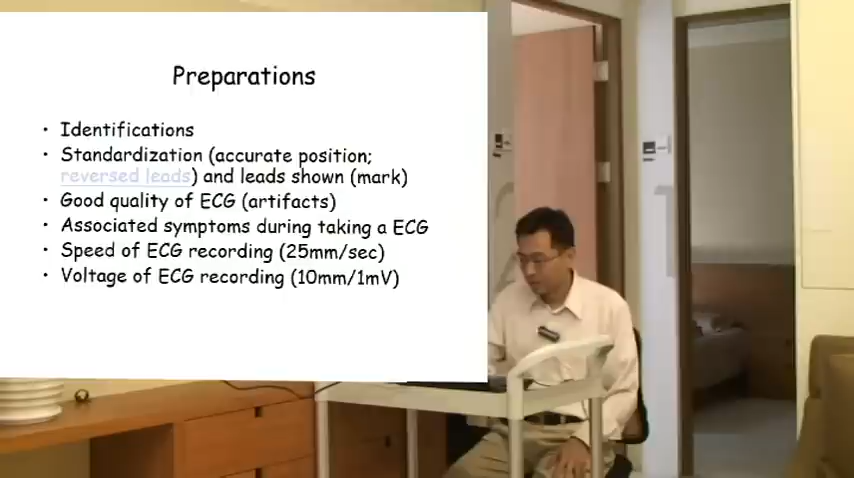 Preparations
• Identifications
• Standardization (accurate position;
reversed leads) and leads shown (mark)
• Good quality of ECG (artifacts)
• Associated symptoms during taking a ECG
• Speed of ECG recording (25mm/sec)
• Voltage of ECG recording (10mm/1mV)